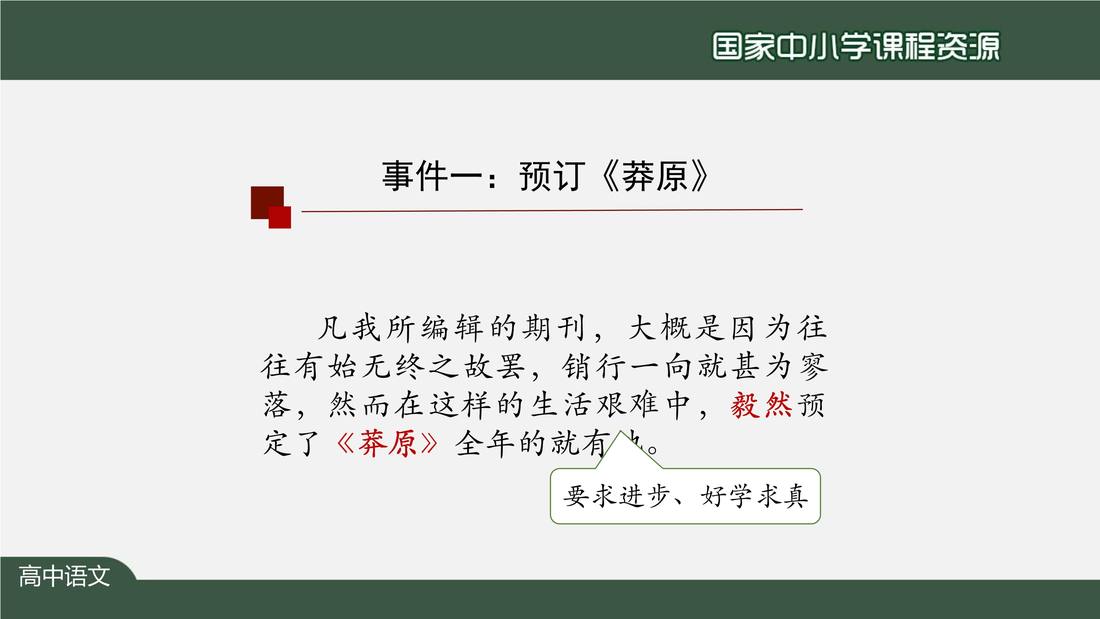 国家中小学课程资源
事件一：预订《莽原》
凡我所编辑的期刊，大概是因为往
往有始无终之故罢，销行一向就甚为寥
落，然而在这样的生活艰难中，毅然预
定了《莽原》全年的就有。
要求进步、好学求真
高中语文